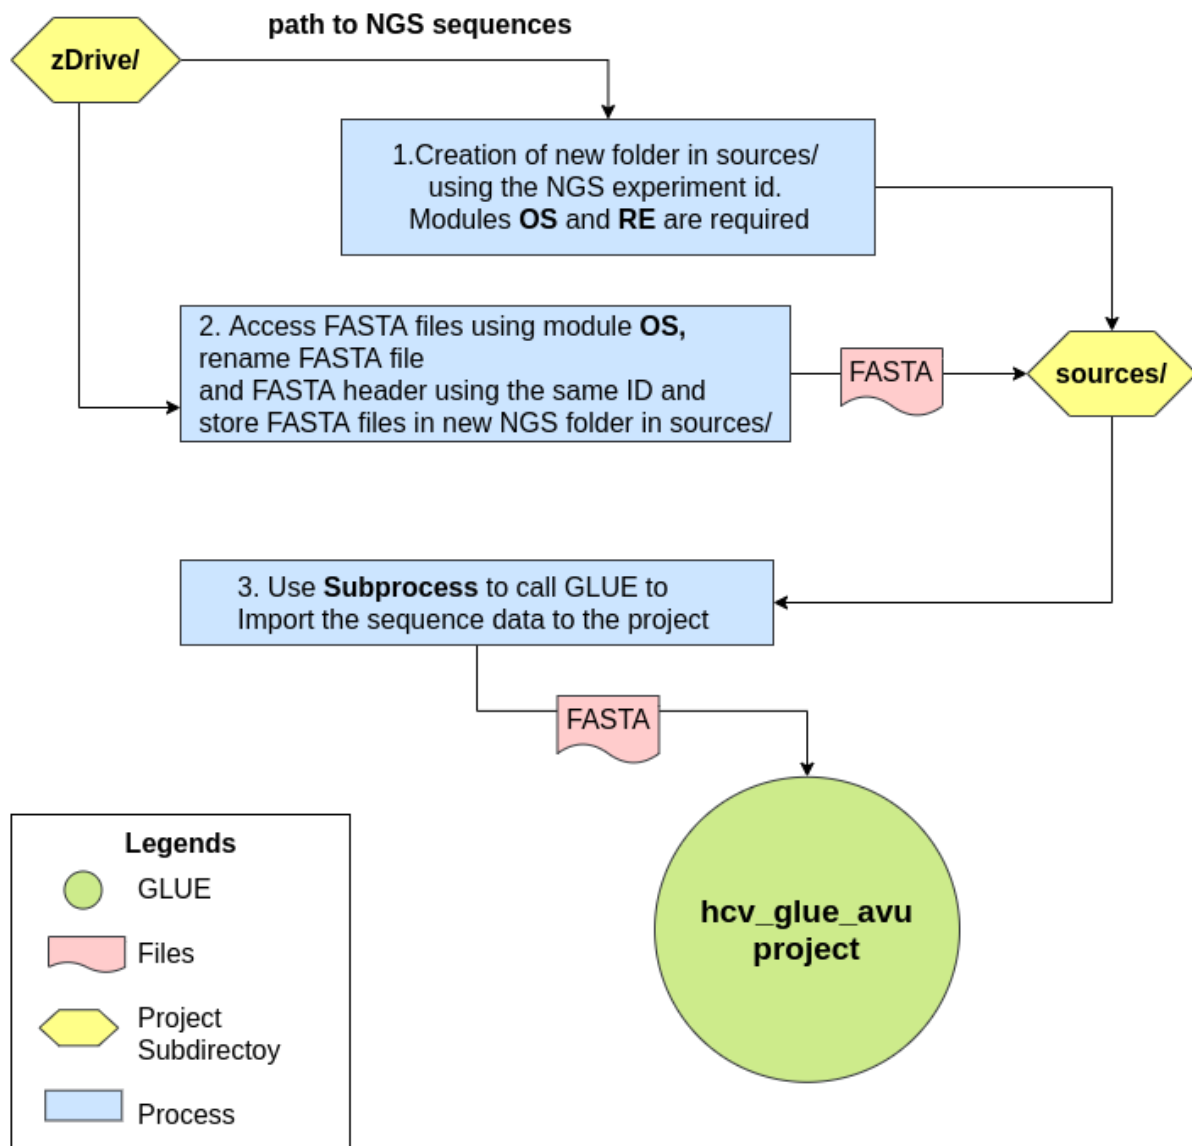 path to NGS sequences
zDrive/
1.Creation of new folder in sources/
using the NGS experiment id.
Modules OS and RE are required
2. Access FASTA files using module OS,
rename FASTA file
and FASTA header using the same ID and
store FASTA files in new NGS folder in sources/
FASTA
sources/
3. Use Subprocess to call GLUE to
Import the sequence data to the project
FASTA
hcv_glue_avu
project
Legends
GLUE
Files
Project
Subdirectoy
Process